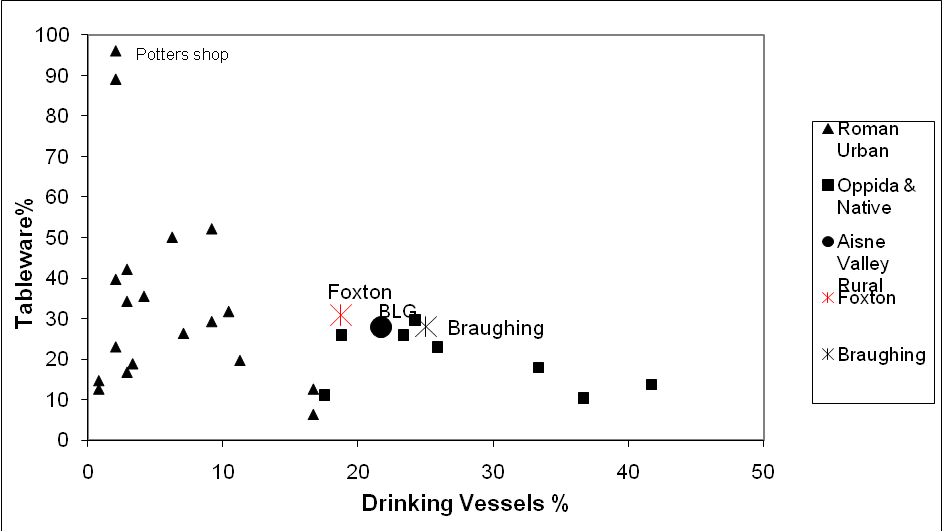 100
90
80
70
60
50
40
30
20
10
0
Tableware%
Potters shop
Foxton
BLG
Braughing
0 10 20 30 40 50
Drinking Vessels %
Roman
Urban
Oppida &
Native
Aisne
Valley
Rural
Foxton
Braughing